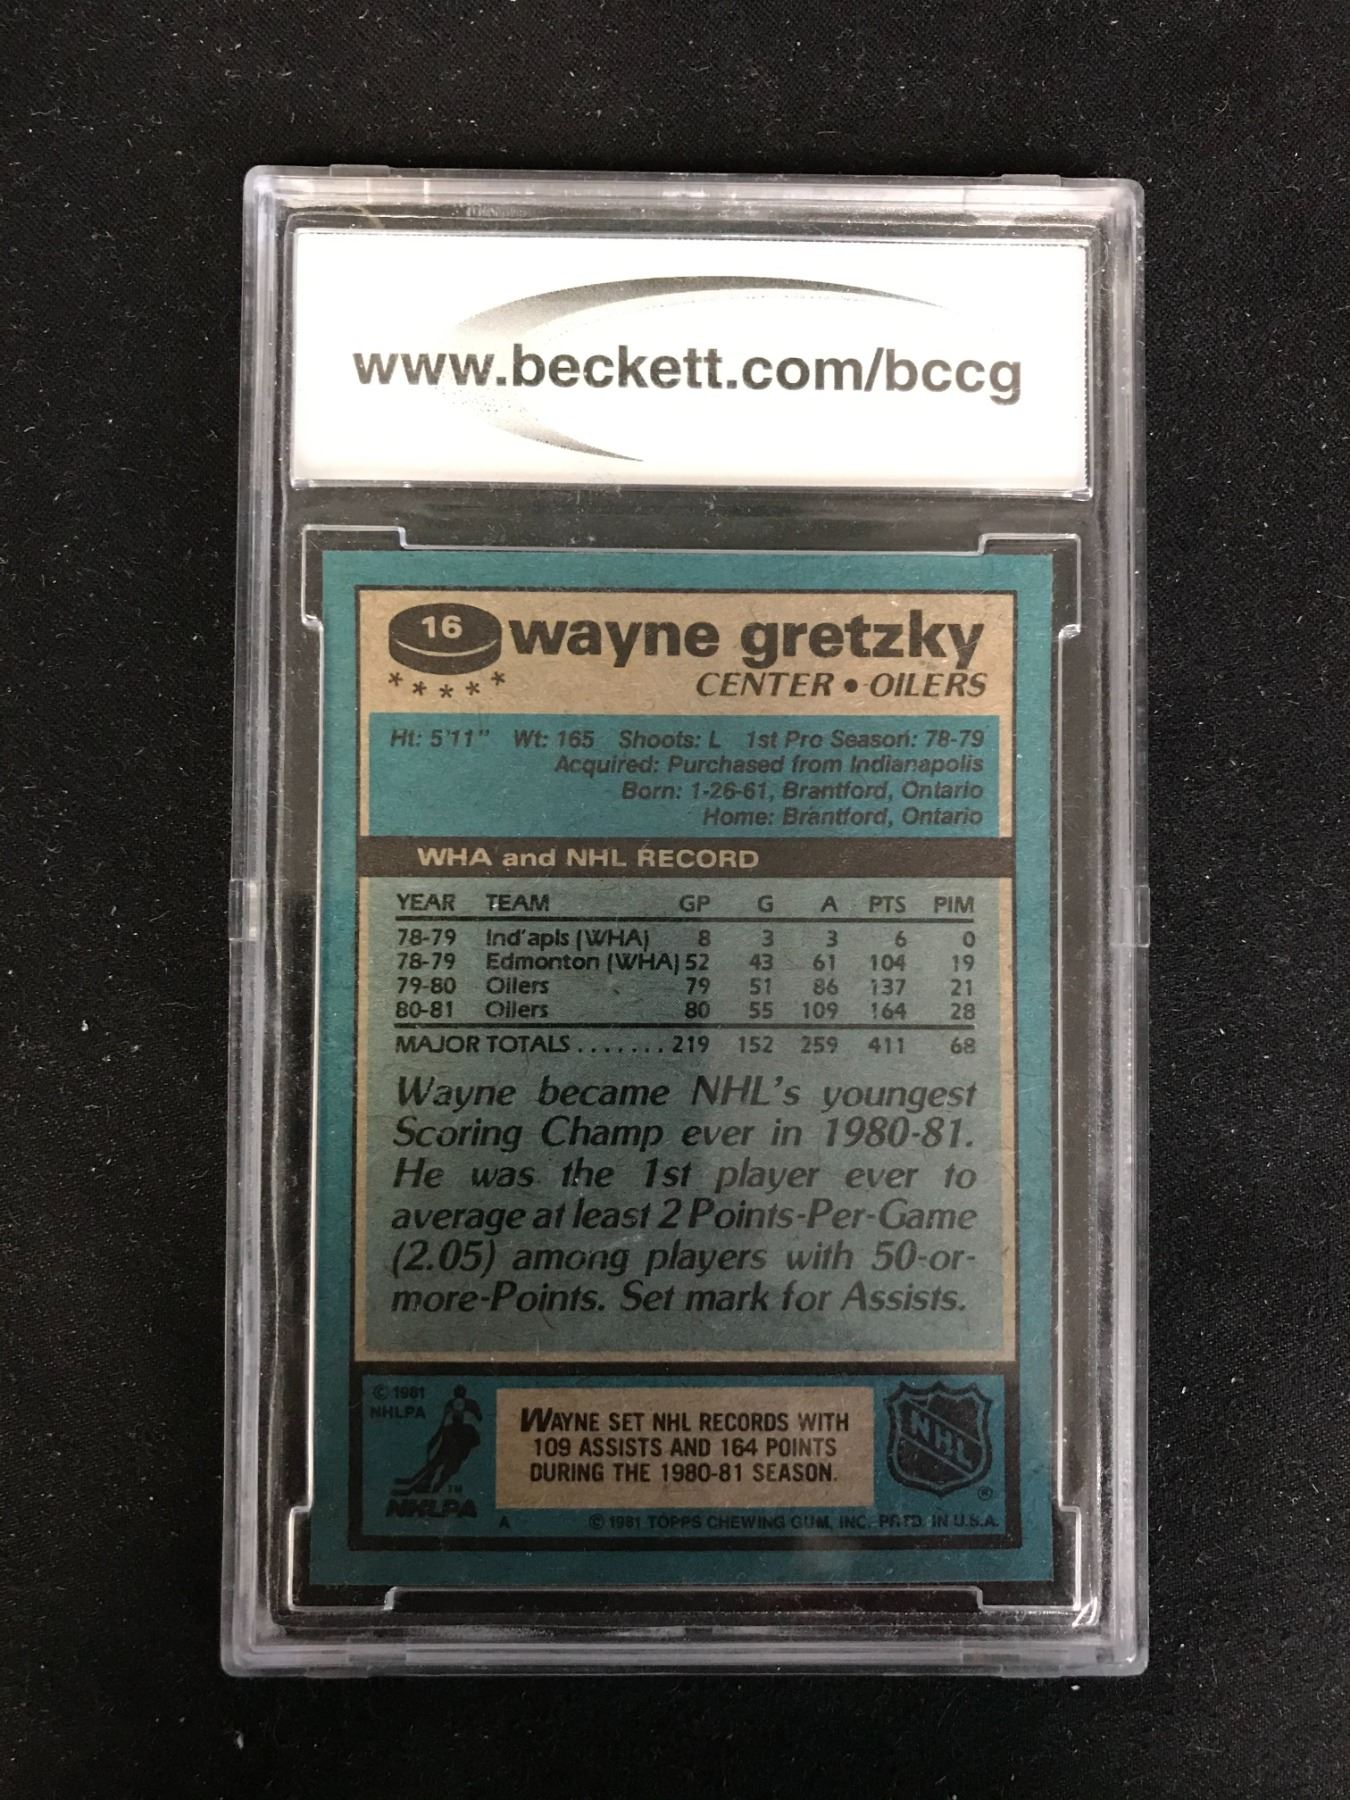 www.beckett.com/bccg
16 wayne gretzky
CENTER • OILERS
Ht: 5'11" Wt: 165 Shoots: L 1st Pro Season: 78-79
Acquired: Purchased from Indianapolis
Born: 1-26-61, Brantford, Ontario
Home: Brantford, Ontario
WHA and NHL RECORD
YEAR TEAM GP G A PTS PIM
78-79 Ind'apls (WHA) 8 3 3 6 0
78-79 Edmonton (WHA) 52 43 61 104 19
79-80 Oilers 79 51 86 137 21
80-81 Oilers 80 55 109 164 28
MAJOR TOTALS.......219 152 259 411 68
Wayne became NHL's youngest
Scoring Champ ever in 1980-81.
He was the 1st player ever to
average at least 2 Points-Per-Game
(2.05) among players with 50-or-
more-Points. Set mark for Assists.
© 1981
NHLPA
WAYNE SET NHL RECORDS WITH
109 ASSISTS AND 164 POINTS
DURING THE 1980-81 SEASON.
NHL
®
TM
NHLPA
A © 1981 TOPPS CHEWING GUM, INC. PRTD. IN U.S.A.